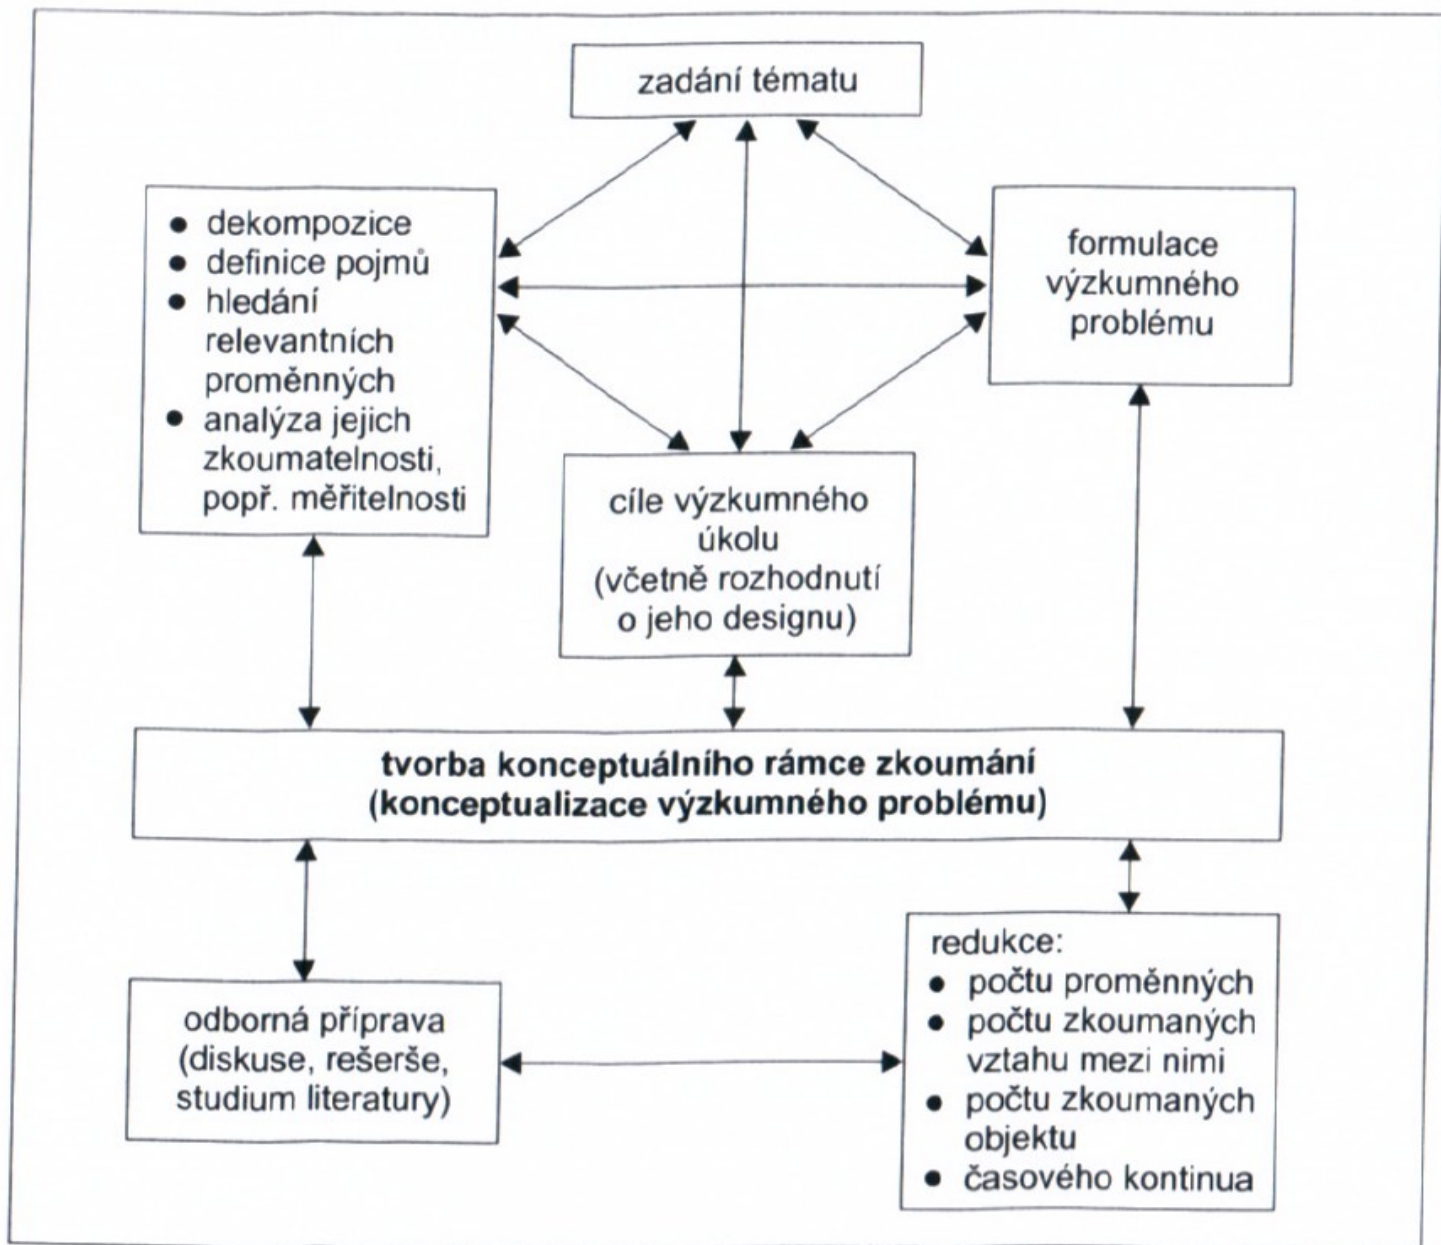 zadání tématu
● dekompozice
● definice pojmů
● hledání
relevantních
proměnných
● analýza jejich
zkoumatelnosti,
popř. měřitelnosti
formulace
výzkumného
problému
cíle výzkumného
úkolu
(včetně rozhodnutí
o jeho designu)
tvorba konceptuálního rámce zkoumání
(konceptualizace výzkumného problému)
odborná příprava
(diskuse, rešerše,
studium literatury)
redukce:
● počtu proměnných
● počtu zkoumaných
vztahu mezi nimi
● počtu zkoumaných
objektu
● časového kontinua